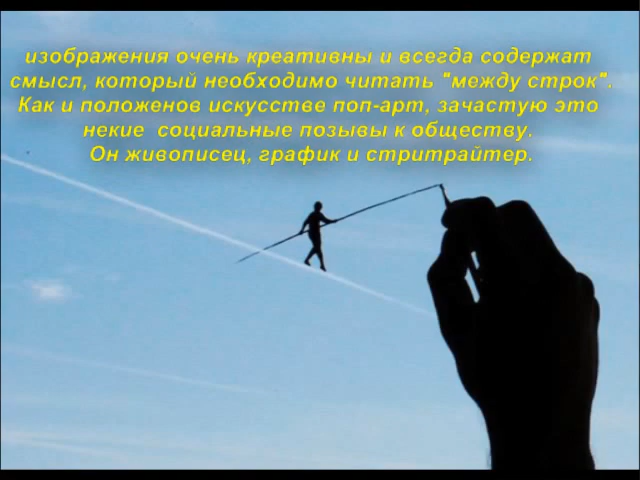 изображения очень креативны и всегда содержат
смысл, который необходимо читать "между строк".
Как и положенов искусстве поп-арт, зачастую это
некие социальные позывы к обществу.
Он живописец, график и стритрайтер.